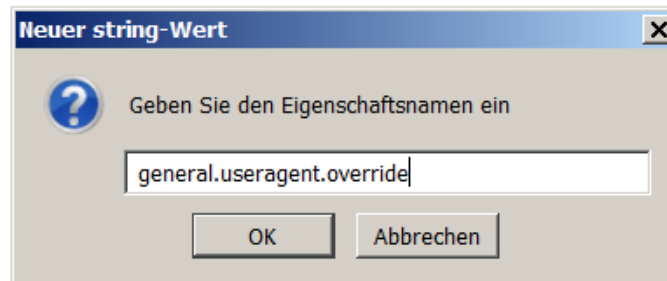 Neuer string-Wert
Geben Sie den Eigenschaftsnamen ein
general.useragent.override
OK Abbrechen